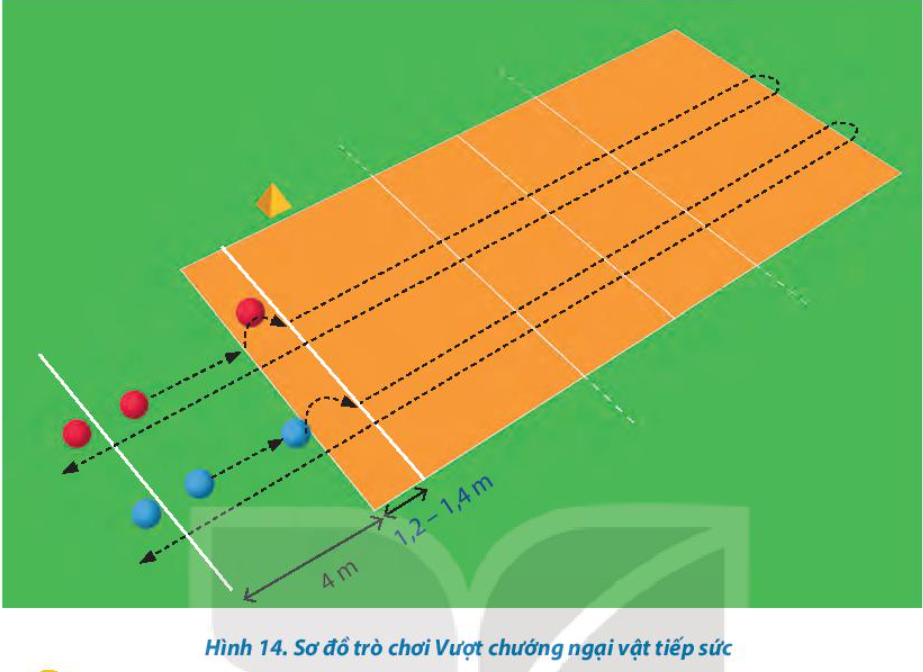 1,2 – 1,4 m
4 m
Hình 14. Sơ đồ trò chơi Vượt chướng ngại vật tiếp sức